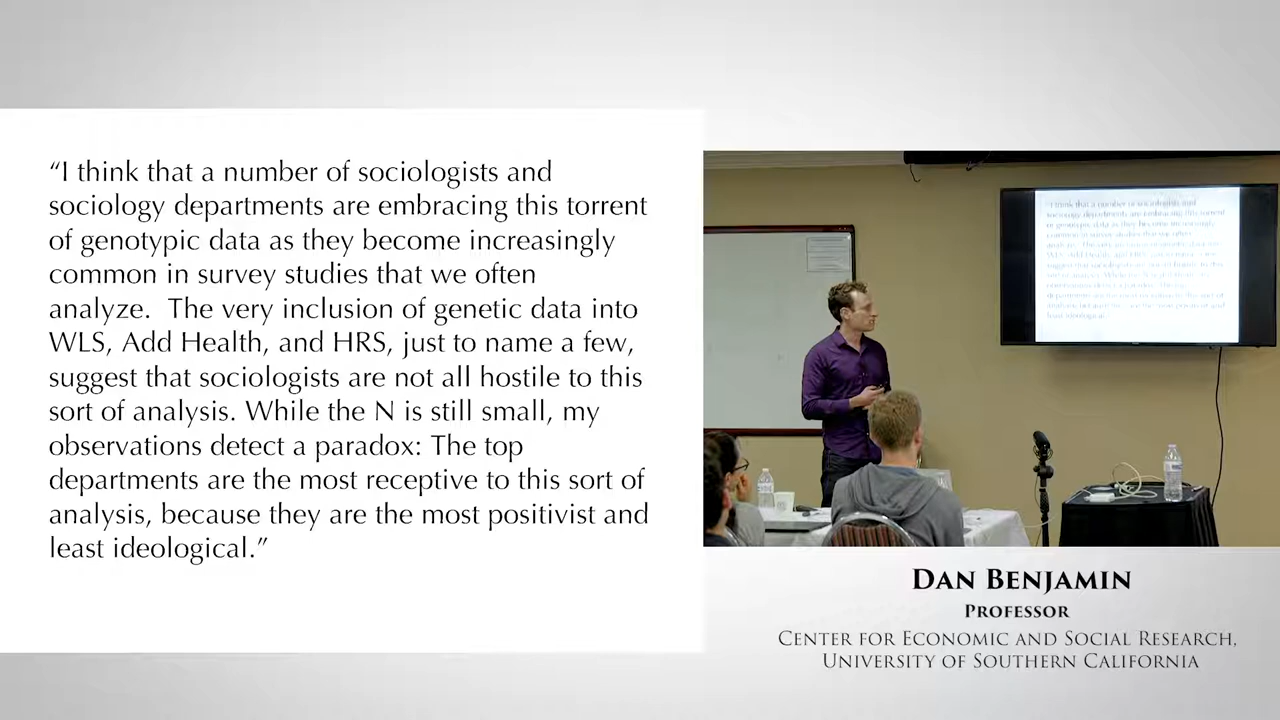 “I think that a number of sociologists and
sociology departments are embracing this torrent
of genotypic data as they become increasingly
common in survey studies that we often
analyze.  The very inclusion of genetic data into
WLS, Add Health, and HRS, just to name a few,
suggest that sociologists are not all hostile to this
sort of analysis. While the N is still small, my
observations detect a paradox: The top
departments are the most receptive to this sort of
analysis, because they are the most positivist and
least ideological.”
DAN BENJAMIN
PROFESSOR
CENTER FOR ECONOMIC AND SOCIAL RESEARCH,
UNIVERSITY OF SOUTHERN CALIFORNIA